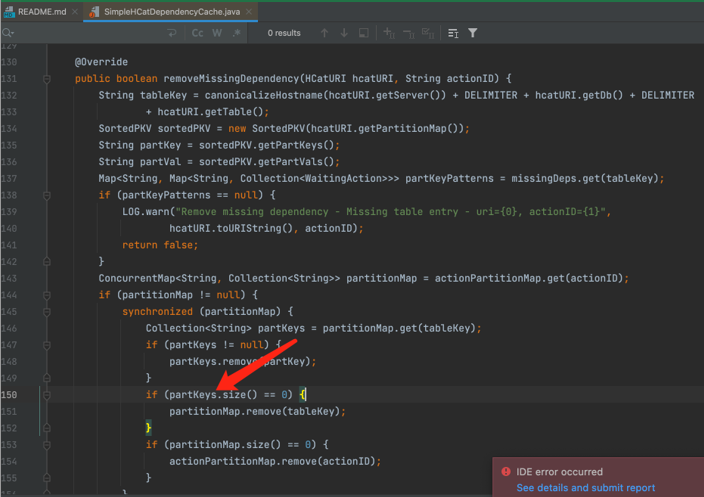 README.md
SimpleHCatDependencyCache.java
Cc W .*
0 results
129
130 @Override
131 public boolean removeMissingDependency(HCatURI hcatURI, String actionID) {
132 String tableKey = canonicalizeHostname(hcatURI.getServer()) + DELIMITER + hcatURI.getDb() + DELIMITER
133 + hcatURI.getTable();
134 SortedPKV sortedPKV = new SortedPKV(hcatURI.getPartitionMap());
135 String partKey = sortedPKV.getPartKeys();
136 String partVal = sortedPKV.getPartVals();
137 Map<String, Map<String, Collection<WaitingAction>>> partKeyPatterns = missingDeps.get(tableKey);
138 if (partKeyPatterns == null) {
139 LOG.warn("Remove missing dependency - Missing table entry - uri={0}, actionID={1}",
140 hcatURI.toURIString(), actionID);
141 return false;
142 }
143 ConcurrentMap<String, Collection<String>> partitionMap = actionPartitionMap.get(actionID);
144 if (partitionMap != null) {
145 synchronized (partitionMap) {
146 Collection<String> partKeys = partitionMap.get(tableKey);
147 if (partKeys != null) {
148 partKeys.remove(partKey);
149 }
150 if (partKeys.size() == 0) {
151 partitionMap.remove(tableKey);
152 }
153 if (partitionMap.size() == 0) {
154 actionPartitionMap.remove(actionID);
155 }
IDE error occurred
See details and submit report